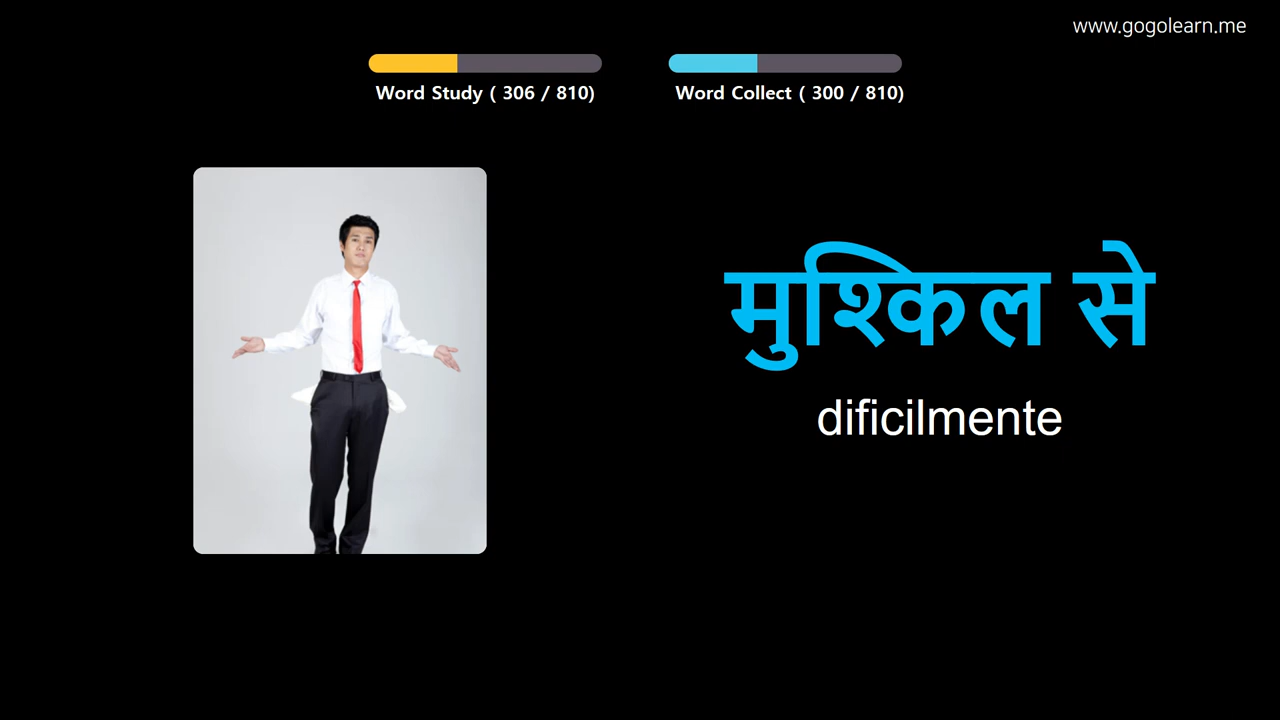 www.gogolearn.me
Word Study ( 306 / 810)
Word Collect ( 300 / 810)
मुश्किल से
dificilmente